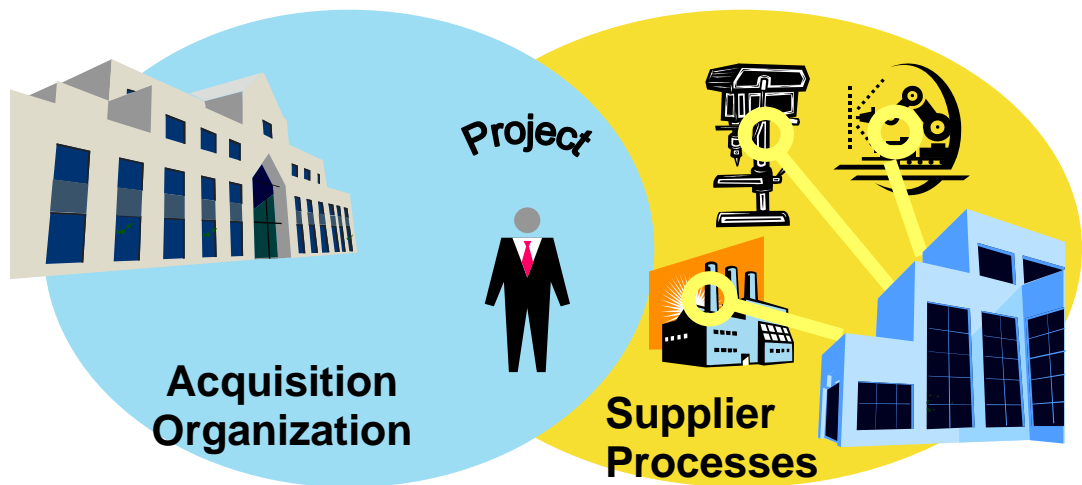 Project
Acquisition
Organization
Supplier
Processes